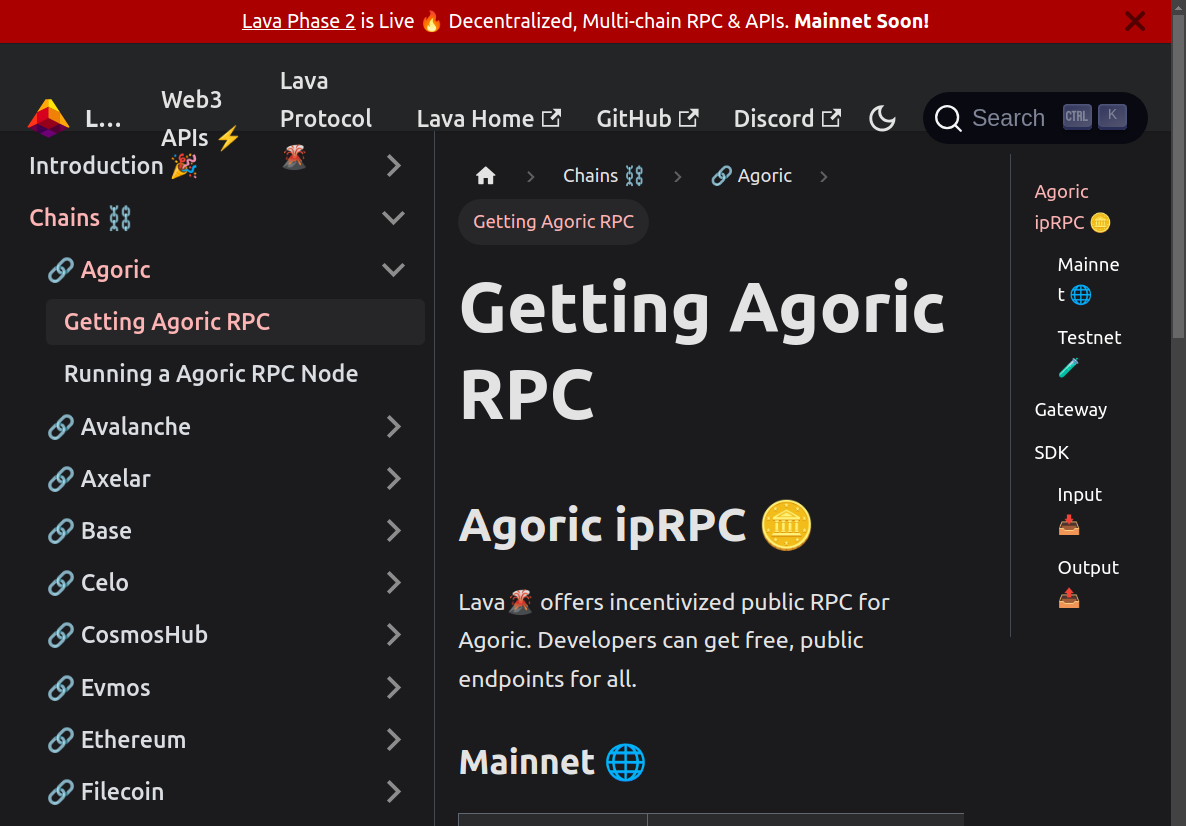 Lava Phase 2 is Live 🔥 Decentralized, Multi-chain RPC & APIs. Mainnet Soon!
L…
Web3
APIs ⚡
Lava
Protocol
🌋
Lava Home
GitHub
Discord
Search
CTRL
K
Introduction 🎉
Chains ⛓️
🔗 Agoric
Getting Agoric RPC
Running a Agoric RPC Node
🔗 Avalanche
🔗 Axelar
🔗 Base
🔗 Celo
🔗 CosmosHub
🔗 Evmos
🔗 Ethereum
🔗 Filecoin
Chains ⛓️
🔗 Agoric
Getting Agoric RPC
Getting Agoric
RPC
Agoric ipRPC 🪙
Lava🌋 offers incentivized public RPC for
Agoric. Developers can get free, public
endpoints for all.
Mainnet 🌐
Agoric
ipRPC 🪙
Mainne
t 🌐
Testnet
🧪
Gateway
SDK
Input
📥
Output
📤